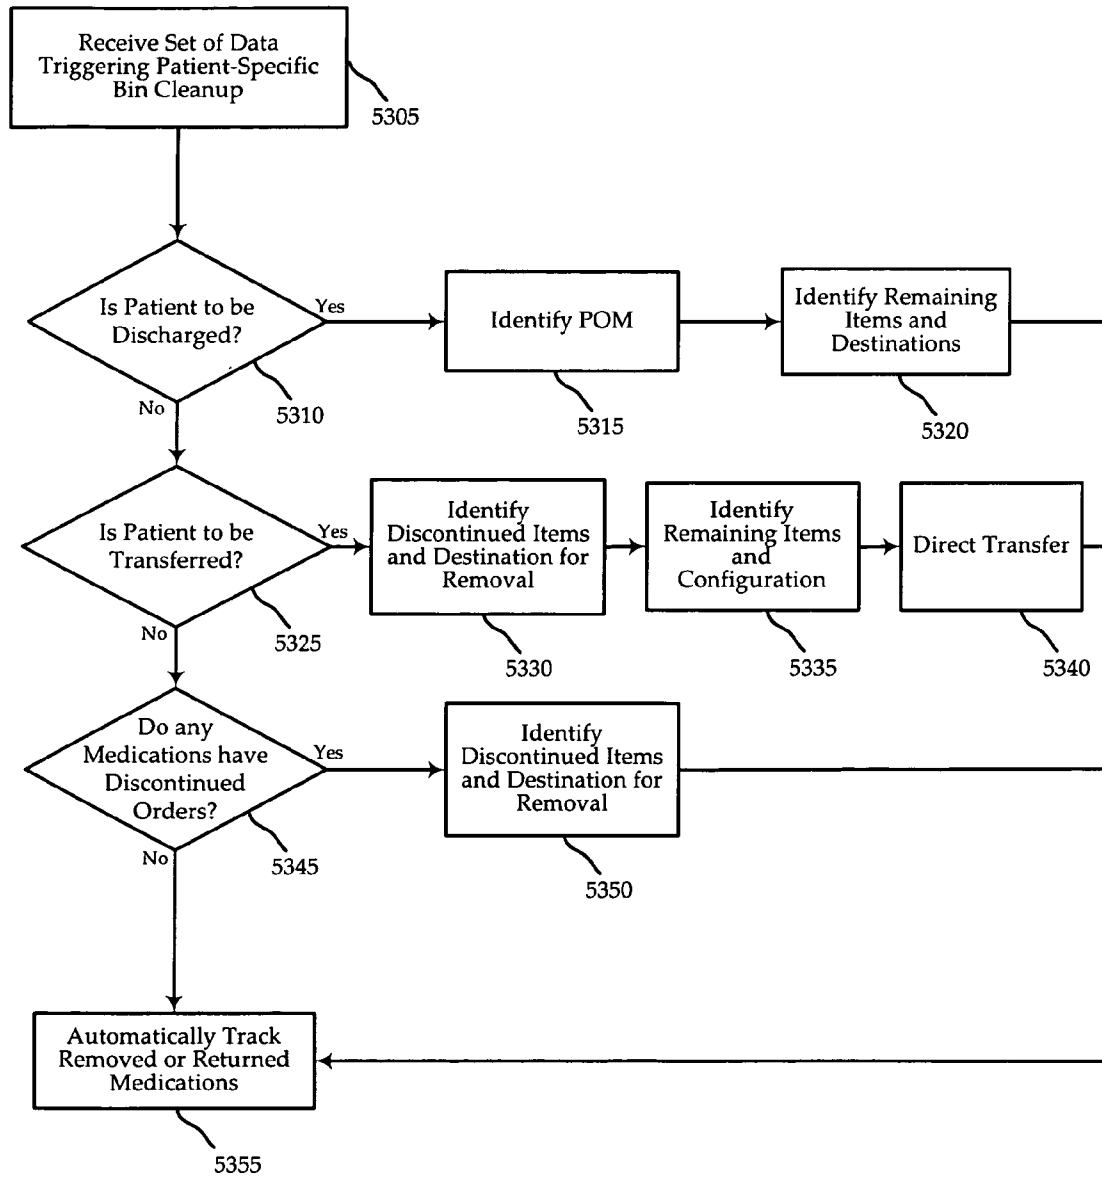 Receive Set of Data
Triggering Patient-Specific
Bin Cleanup
5305
Is Patient to be
Discharged?
Yes
No
5310
Identify POM
5315
Identify Remaining
Items and
Destinations
5320
Is Patient to be
Transferred?
Yes
No
5325
Identify
Discontinued Items
and Destination for
Removal
5330
Identify
Remaining Items
and
Configuration
5335
Direct Transfer
5340
Do any
Medications have
Discontinued
Orders?
Yes
No
5345
Identify
Discontinued Items
and Destination for
Removal
5350
Automatically Track
Removed or Returned
Medications
5355